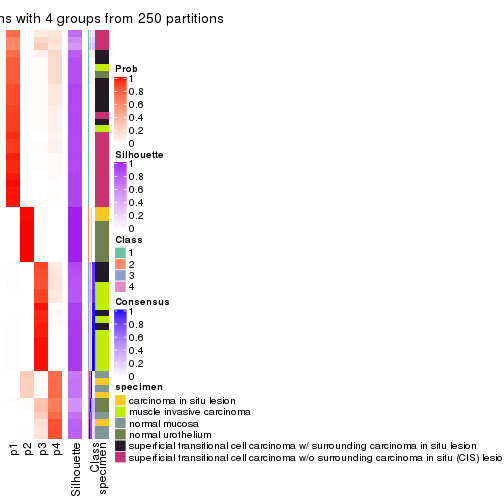 ns with 4 groups from 250 partitions
Prob
1
0.8
0.6
0.4
0.2
0
Silhouette
1
0.8
0.6
0.4
0.2
0
Class
1
2
3
4
Consensus
1
0.8
0.6
0.4
0.2
0
specimen
carcinoma in situ lesion
muscle invasive carcinoma
normal mucosa
normal urothelium
superficial transitional cell carcinoma w/ surrounding carcinoma in situ lesion
superficial transitional cell carcinoma w/o surrounding carcinoma in situ (CIS) lesio
p1
p2
p3
p4
Silhouette
Class
specimen